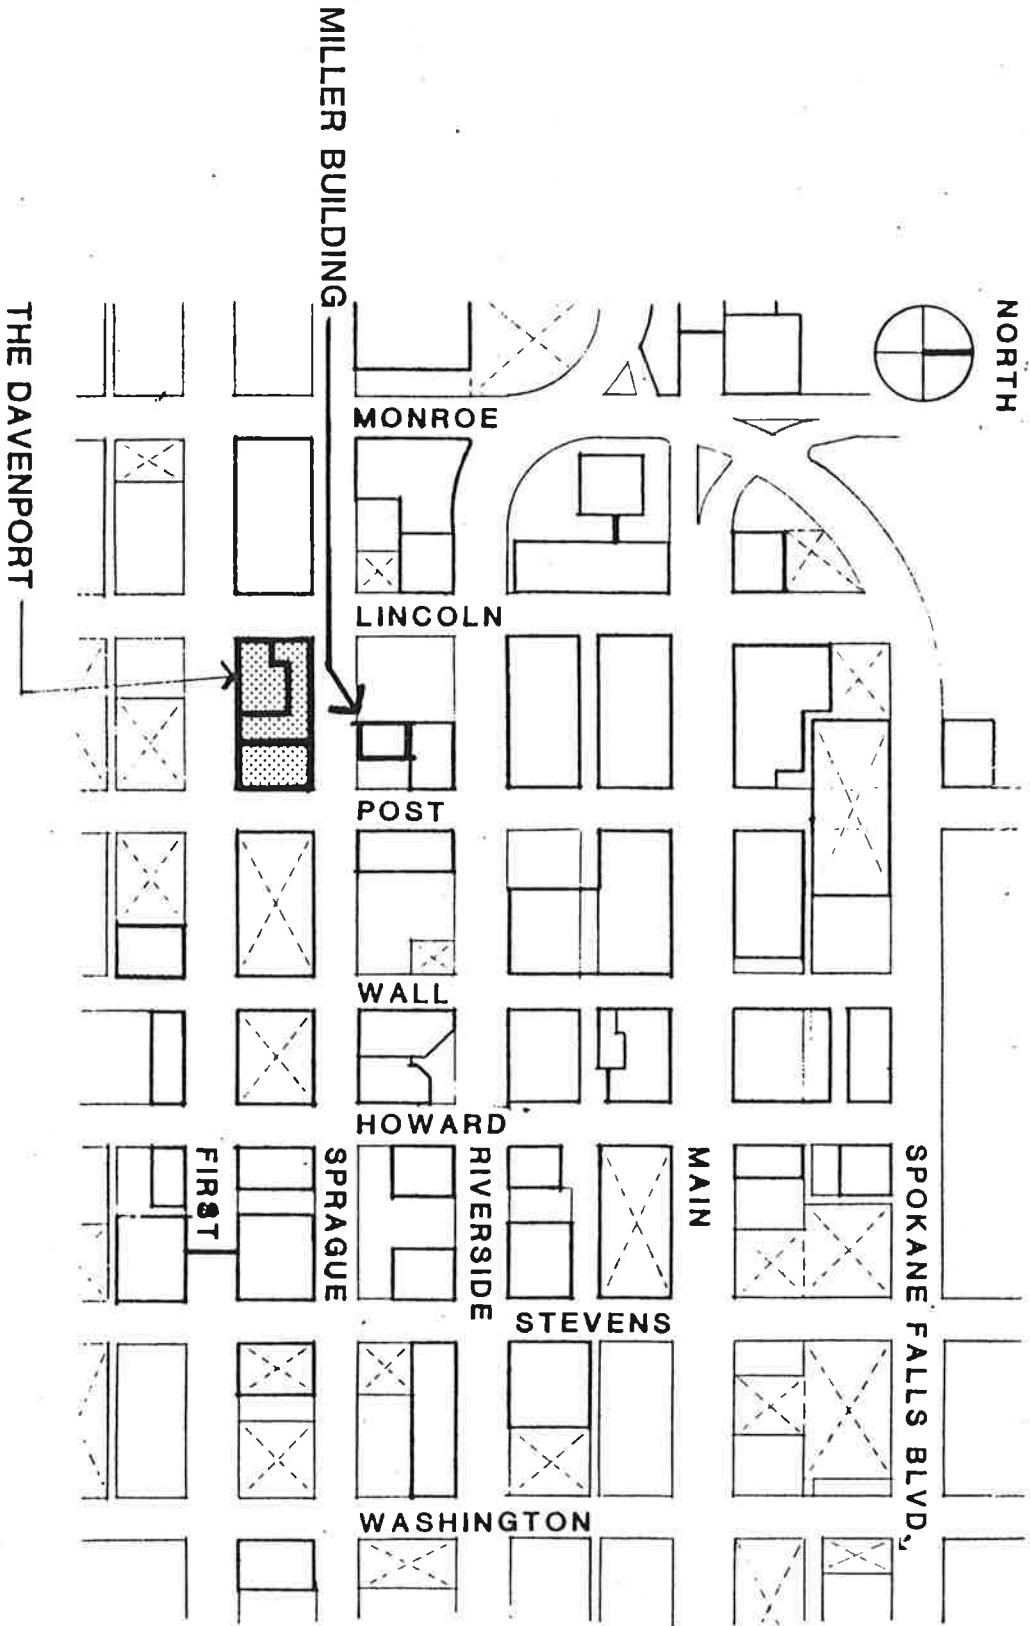 NORTH
MILLER BUILDING
THE DAVENPORT
MONROE
LINCOLN
POST
WALL
HOWARD
FIRST
SPRAGUE
RIVERSIDE
MAIN
SPOKANE FALLS BLVD.
STEVENS
WASHINGTON